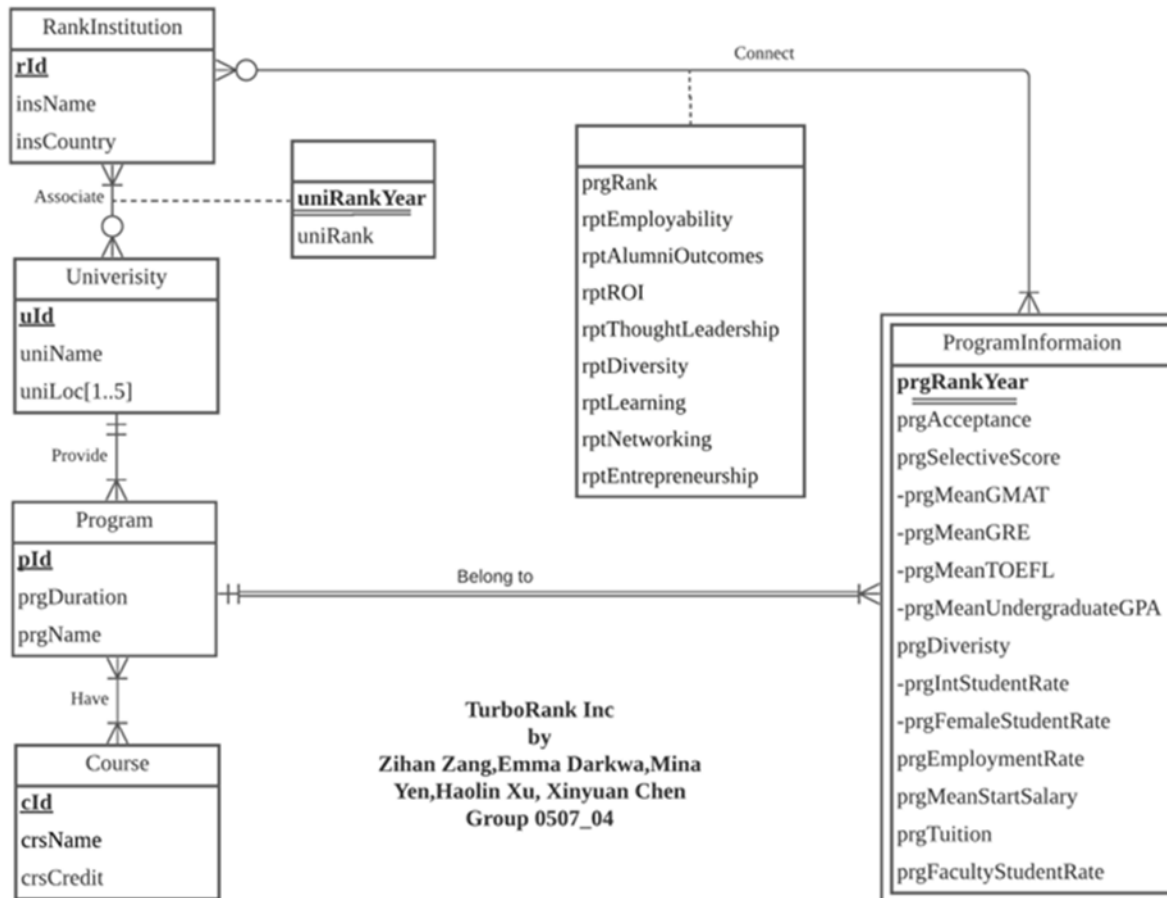 RankInstitution
rId
insName
insCountry
Connect
Associate
uniRankYear
uniRank
prgRank
rptEmployability
rptAlumniOutcomes
rptROI
rptThoughtLeadership
rptDiversity
rptLearning
rptNetworking
rptEntrepreneurship
Univerisity
uId
uniName
uniLoc[1..5]
Provide
Program
pId
prgDuration
prgName
Belong to
ProgramInformaion
prgRankYear
prgAcceptance
prgSelectiveScore
-prgMeanGMAT
-prgMeanGRE
-prgMeanTOEFL
-prgMeanUndergraduateGPA
prgDiveristy
-prgIntStudentRate
-prgFemaleStudentRate
prgEmploymentRate
prgMeanStartSalary
prgTuition
prgFacultyStudentRate
Have
Course
cId
crsName
crsCredit
TurboRank Inc
by
Zihan Zang,Emma Darkwa,Mina
Yen,Haolin Xu, Xinyuan Chen
Group 0507_04